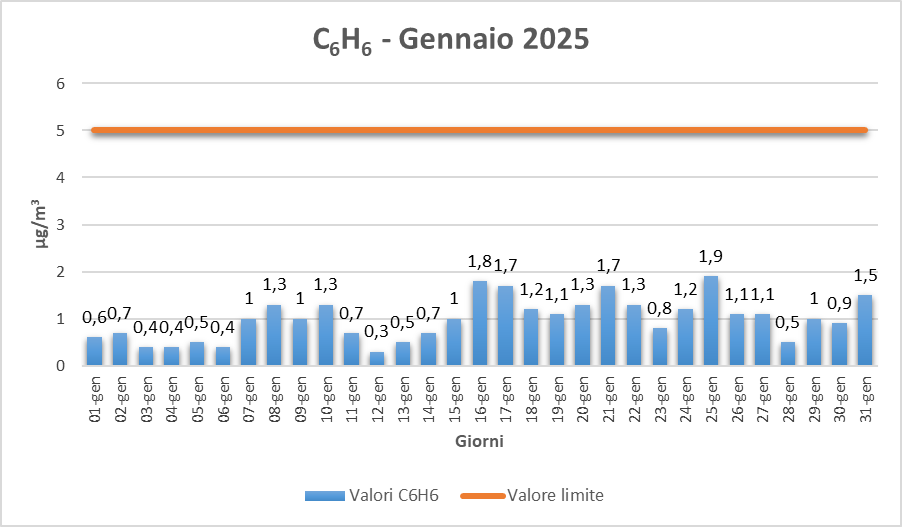 C₆H₆ - Gennaio 2025
6
5
4
3
2
1
0
µg/m³
0,6
0,7
0,4
0,4
0,5
0,4
1
1,3
1
1,3
0,7
0,3
0,5
0,7
1
1,8
1,7
1,2
1,1
1,3
1,7
1,3
0,8
1,2
1,9
1,1
1,1
0,5
1
0,9
1,5
01-gen
02-gen
03-gen
04-gen
05-gen
06-gen
07-gen
08-gen
09-gen
10-gen
11-gen
12-gen
13-gen
14-gen
15-gen
16-gen
17-gen
18-gen
19-gen
20-gen
21-gen
22-gen
23-gen
24-gen
25-gen
26-gen
27-gen
28-gen
29-gen
30-gen
31-gen
Giorni
Valori C6H6
Valore limite